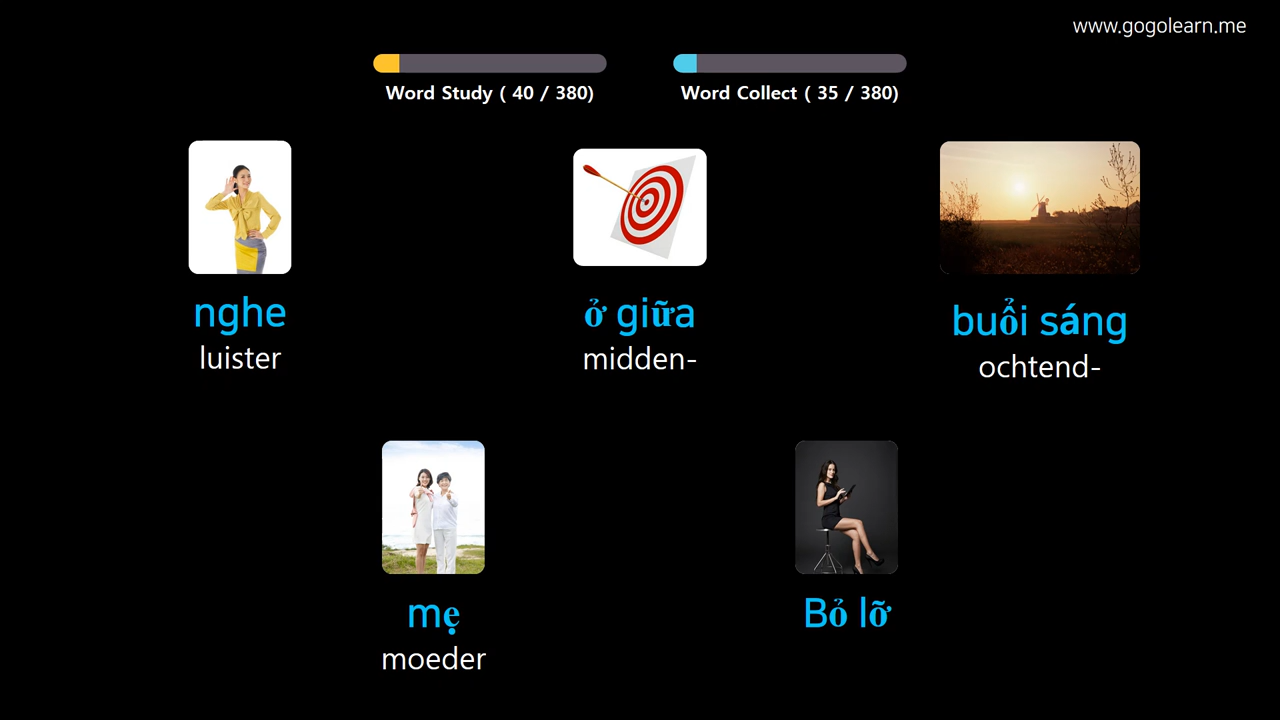 www.gogolearn.me
Word Study ( 40 / 380)
Word Collect ( 35 / 380)
nghe
luister
ở giữa
midden-
buổi sáng
ochtend-
mẹ
moeder
Bỏ lỡ